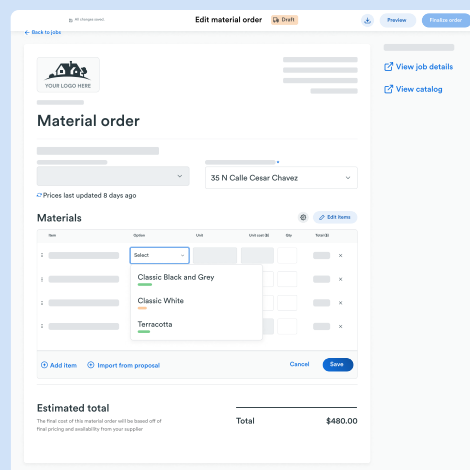 All changes saved
Edit material order
Draft
Preview
Finalise order
← Back to jobs
YOUR LOGO HERE
View job details
View catalog
Material order
35 N Calle Cesar Chavez
Prices last updated 8 days ago
Materials
Edit items
Item Option Unit Unit cost ($) Qty Total ($)
Select
Classic Black and Grey
Classic White
Terracotta
Add item
Import from proposal
Cancel
Save
Estimated total
The final cost of this material order will be based off of
final pricing and availability from your supplier
Total $480.00